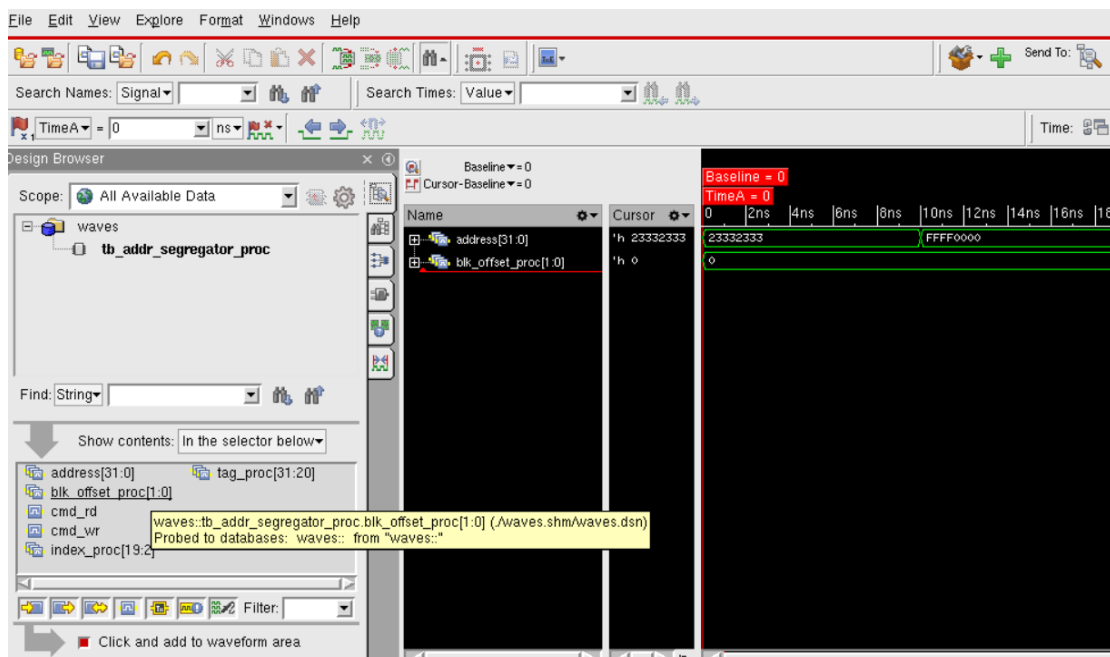 File Edit View Explore Format Windows Help
Send To:
Search Names: Signal Search Times: Value
TimeA = 0 ns Time:
Design Browser
Scope: All Available Data
waves
tb_addr_segregator_proc
Find: String
Show contents: In the selector below
address[31:0] tag_proc[31:20]
blk_offset_proc[1:0]
cmd_rd
cmd_wr
index_proc[19:2]
waves::tb_addr_segregator_proc.blk_offset_proc[1:0] (./waves.shm/waves.dsn)
Probed to databases: waves:: from "waves::"
Filter:
Click and add to waveform area
Baseline = 0
Cursor-Baseline = 0
Name Cursor
address[31:0] 'h 23332333
blk_offset_proc[1:0] 'h 0
Baseline = 0
TimeA = 0
0 2ns 4ns 6ns 8ns 10ns 12ns 14ns 16ns
23332333 FFFF0000
0